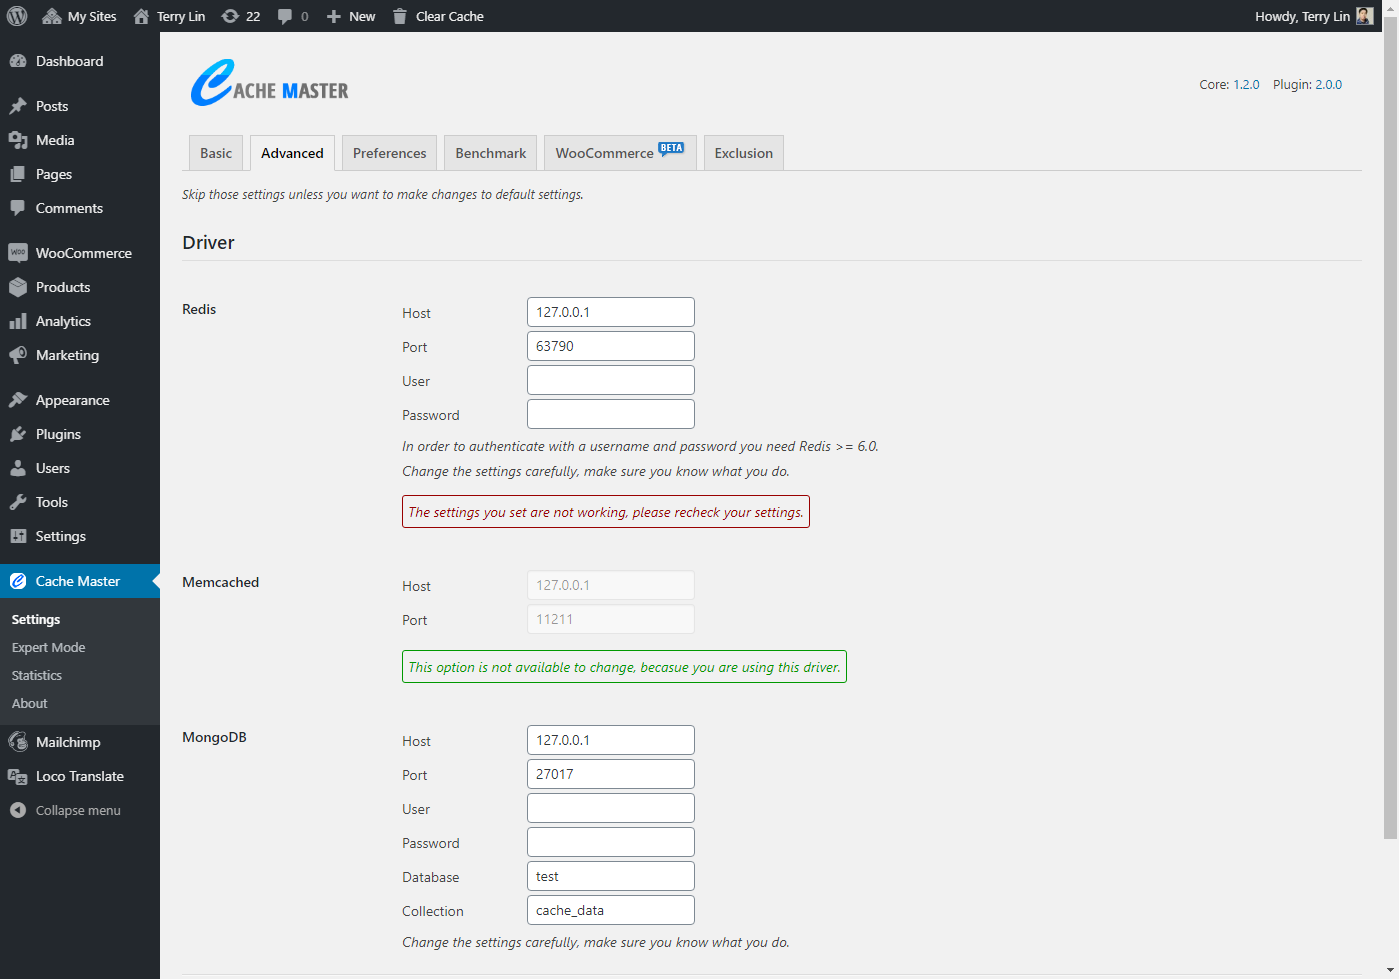 My Sites Terry Lin 22 0 New Clear Cache Howdy, Terry Lin
Dashboard
Posts
Media
Pages
Comments
WooCommerce
Products
Analytics
Marketing
Appearance
Plugins
Users
Tools
Settings
Cache Master
Settings
Expert Mode
Statistics
About
Mailchimp
Loco Translate
Collapse menu
CACHE MASTER
Core: 1.2.0 Plugin: 2.0.0
Basic Advanced Preferences Benchmark WooCommerce BETA Exclusion
Skip those settings unless you want to make changes to default settings.
Driver
Redis
Host 127.0.0.1
Port 63790
User
Password
In order to authenticate with a username and password you need Redis >= 6.0.
Change the settings carefully, make sure you know what you do.
The settings you set are not working, please recheck your settings.
Memcached
Host 127.0.0.1
Port 11211
This option is not available to change, becasue you are using this driver.
MongoDB
Host 127.0.0.1
Port 27017
User
Password
Database test
Collection cache_data
Change the settings carefully, make sure you know what you do.